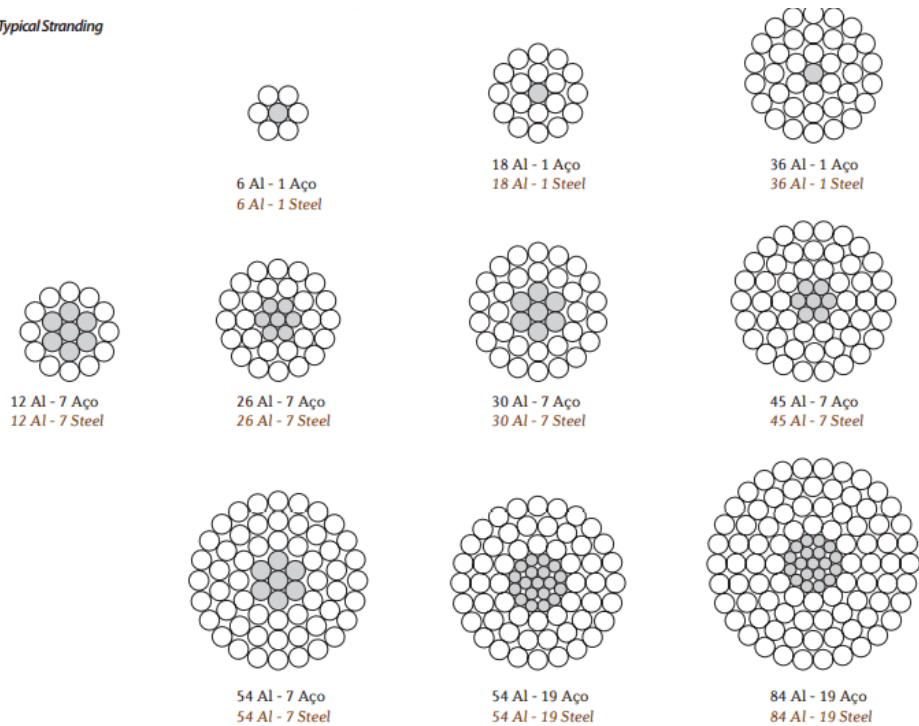 Typical Stranding
6 Al - 1 Aço
6 Al - 1 Steel
18 Al - 1 Aço
18 Al - 1 Steel
36 Al - 1 Aço
36 Al - 1 Steel
12 Al - 7 Aço
12 Al - 7 Steel
26 Al - 7 Aço
26 Al - 7 Steel
30 Al - 7 Aço
30 Al - 7 Steel
45 Al - 7 Aço
45 Al - 7 Steel
54 Al - 7 Aço
54 Al - 7 Steel
54 Al - 19 Aço
54 Al - 19 Steel
84 Al - 19 Aço
84 Al - 19 Steel